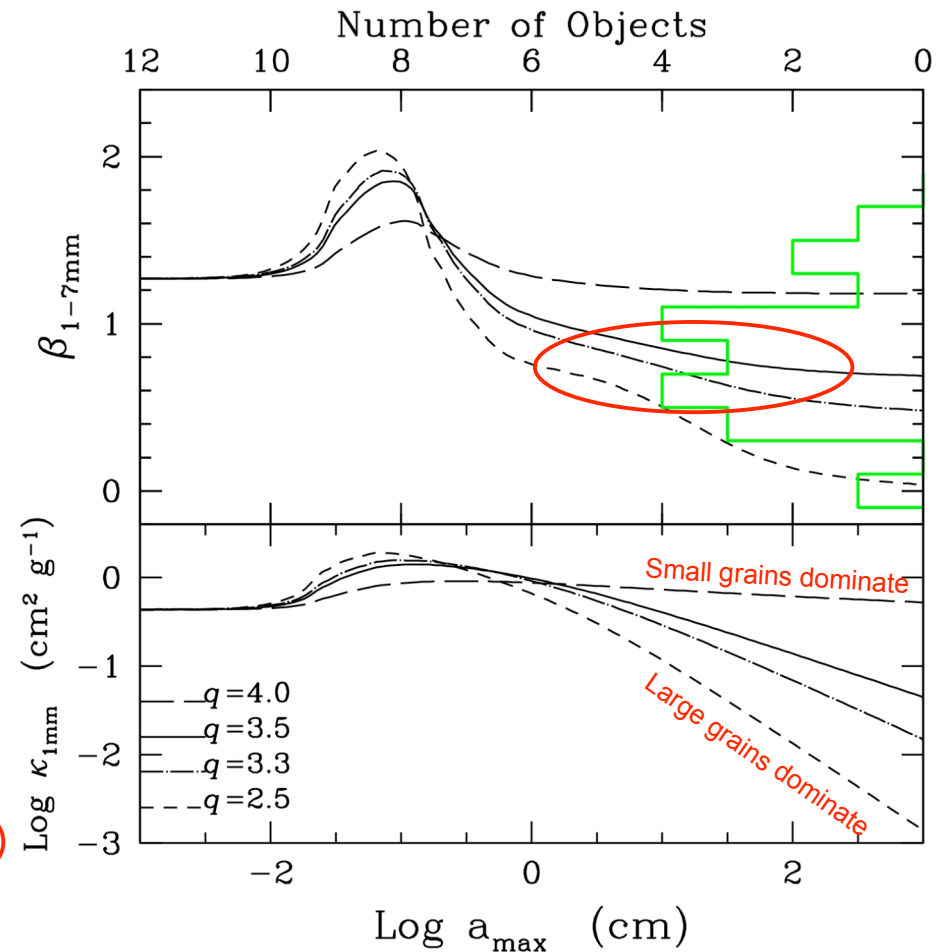 Number of Objects
12 10 8 6 4 2 0
2
1
0
β₁₋₇ₘₘ
0
−1
−2
−3
Log κ₁ₘₘ (cm² g⁻¹)
Small grains dominate
Large grains dominate
q=4.0
q=3.5
q=3.3
q=2.5
−2 0 2
Log aₘₐₓ (cm)